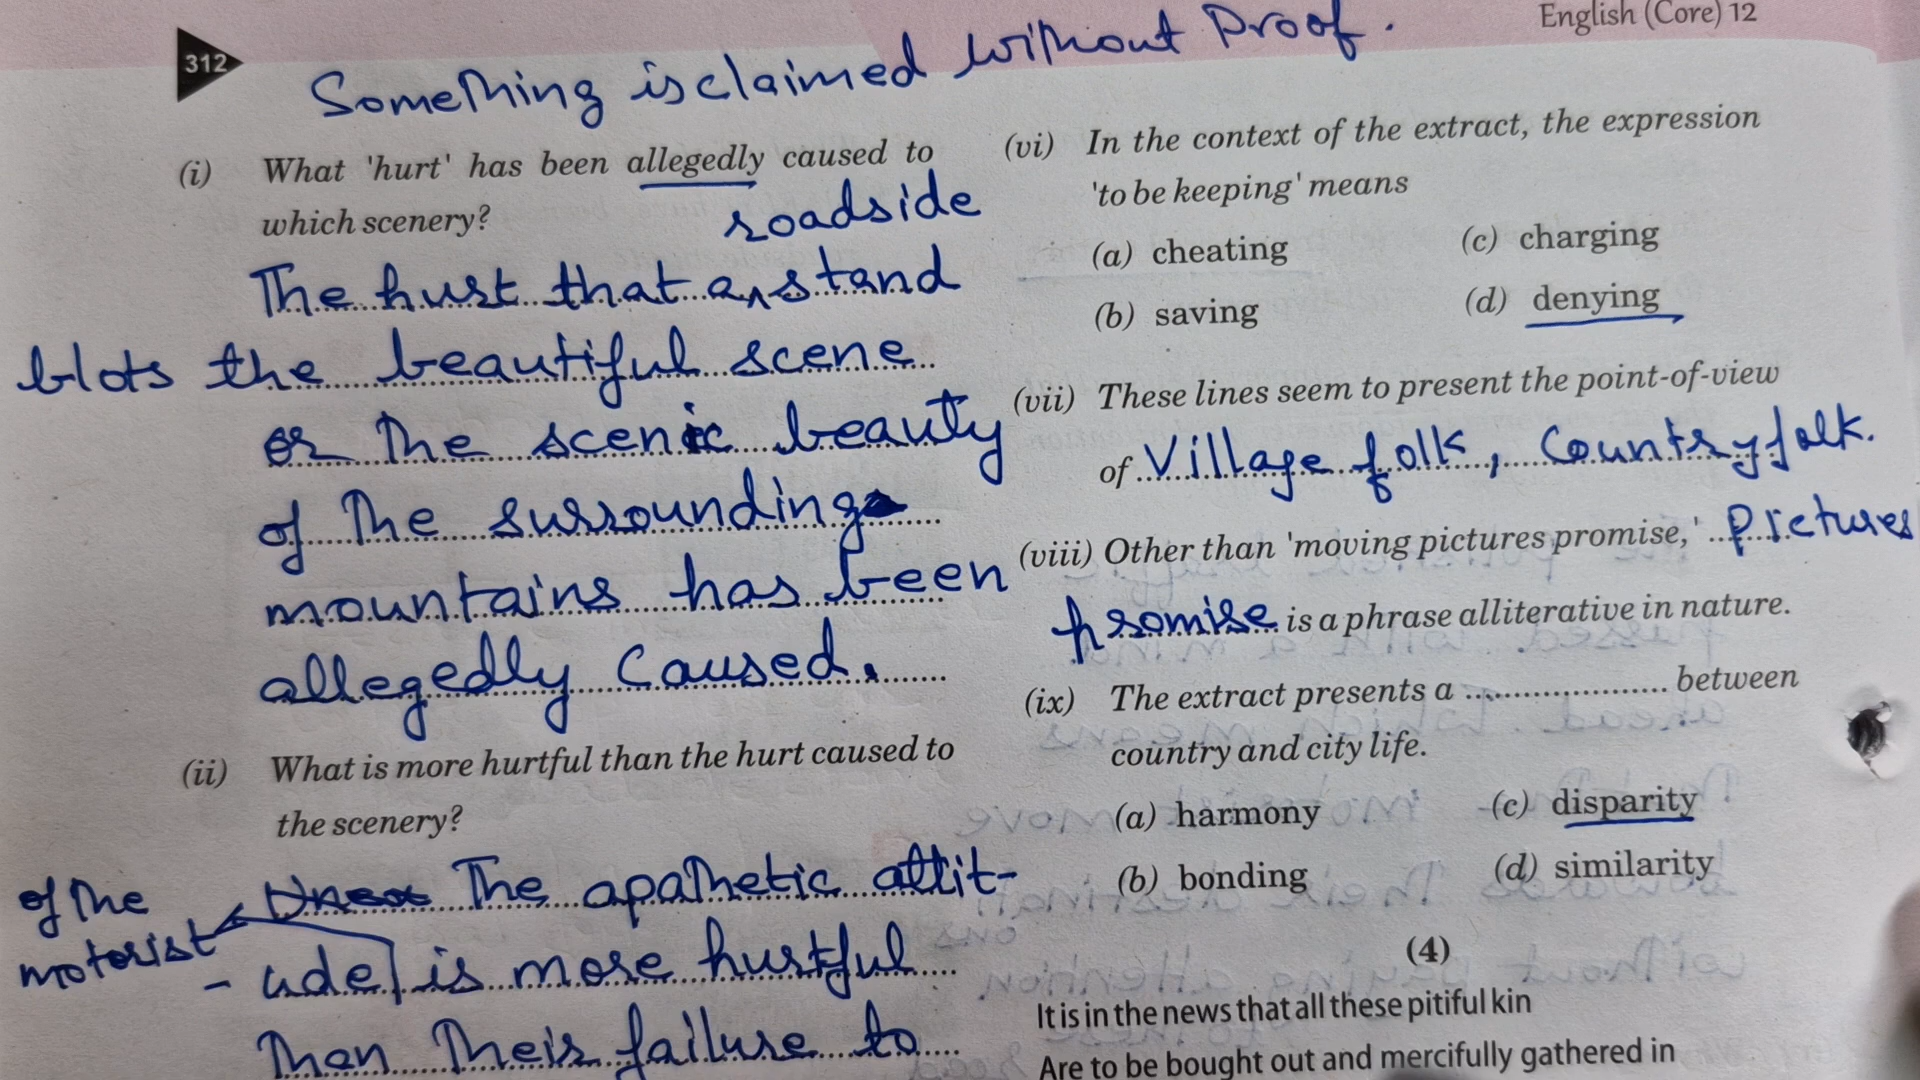 312
English (Core) 12
Something is claimed without Proof.
(i) What 'hurt' has been allegedly caused to
which scenery?
roadside
The hurt that a ^ stand
blots the beautiful scene
or the scenic beauty
of the surrounding
mountains has been
allegedly caused.
(ii) What is more hurtful than the hurt caused to
the scenery?
The apathetic attit-
of the
motorist
- ude is more hurtful
than their failure to
(vi) In the context of the extract, the expression
'to be keeping' means
(a) cheating (c) charging
(b) saving (d) denying
(vii) These lines seem to present the point-of-view
of Village folk, Country folk.
(viii) Other than 'moving pictures promise,' Pictures
promise is a phrase alliterative in nature.
(ix) The extract presents a .................... between
country and city life.
(a) harmony (c) disparity
(b) bonding (d) similarity
(4)
It is in the news that all these pitiful kin
Are to be bought out and mercifully gathered in